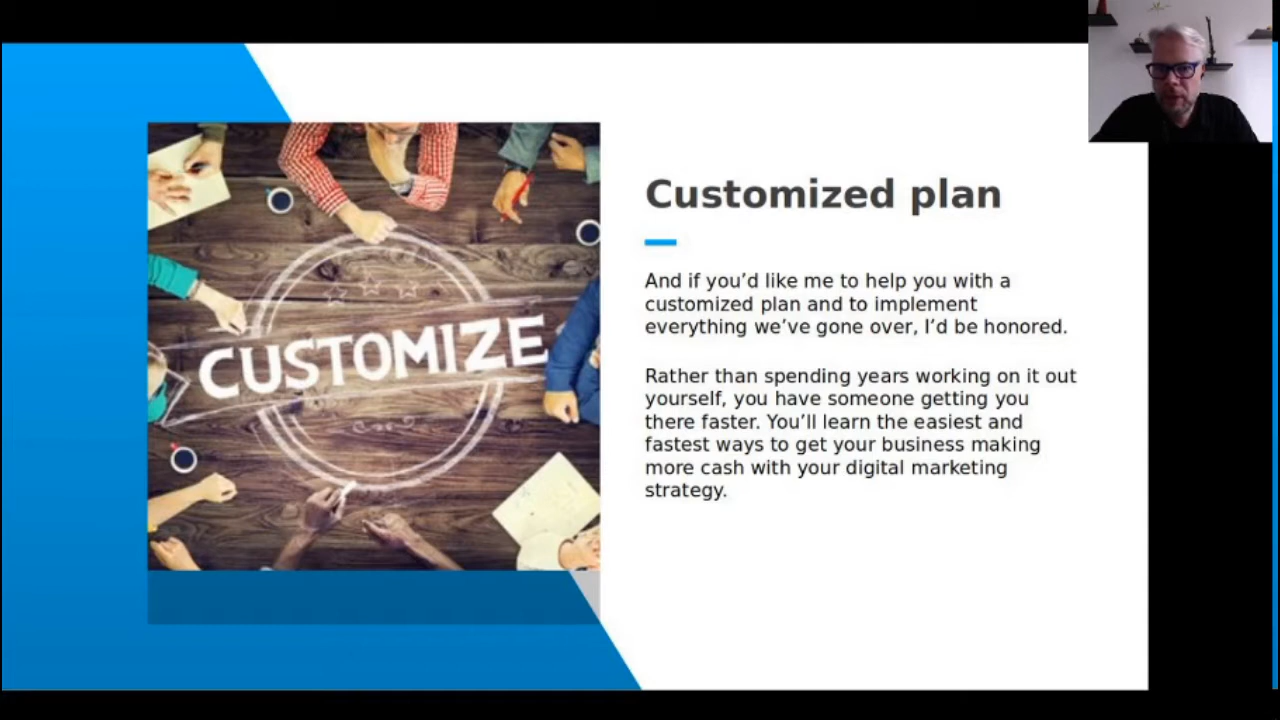 Customized plan
And if you’d like me to help you with a
customized plan and to implement
everything we’ve gone over, I’d be honored.
Rather than spending years working on it out
yourself, you have someone getting you
there faster. You’ll learn the easiest and
fastest ways to get your business making
more cash with your digital marketing
strategy.
CUSTOMIZE